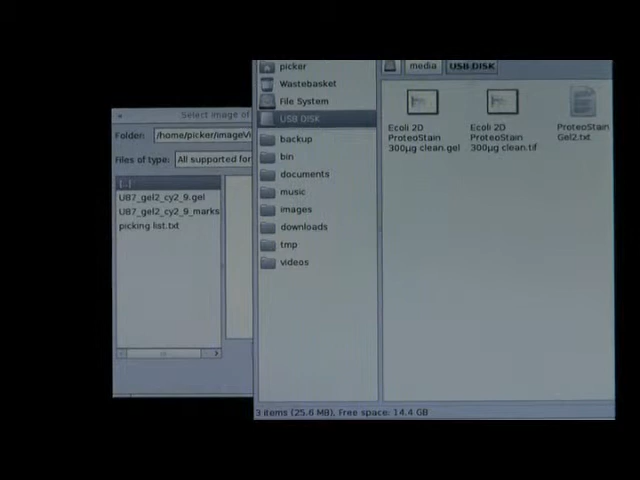 picker
media
USB DISK
Wastebasket
File System
USB DISK
backup
bin
documents
music
images
downloads
tmp
videos
Ecoli 2D
ProteoStain
300µg clean.gel
Ecoli 2D
ProteoStain
300µg clean.tif
ProteoStain
Gel2.txt
3 items (25.6 MB), Free space: 14.4 GB
Select image of
Folder:
/home/picker/imageVi
Files of type:
All supported for
[..]
U87_gel2_cy2_9.gel
U87_gel2_cy2_9_marks
picking list.txt